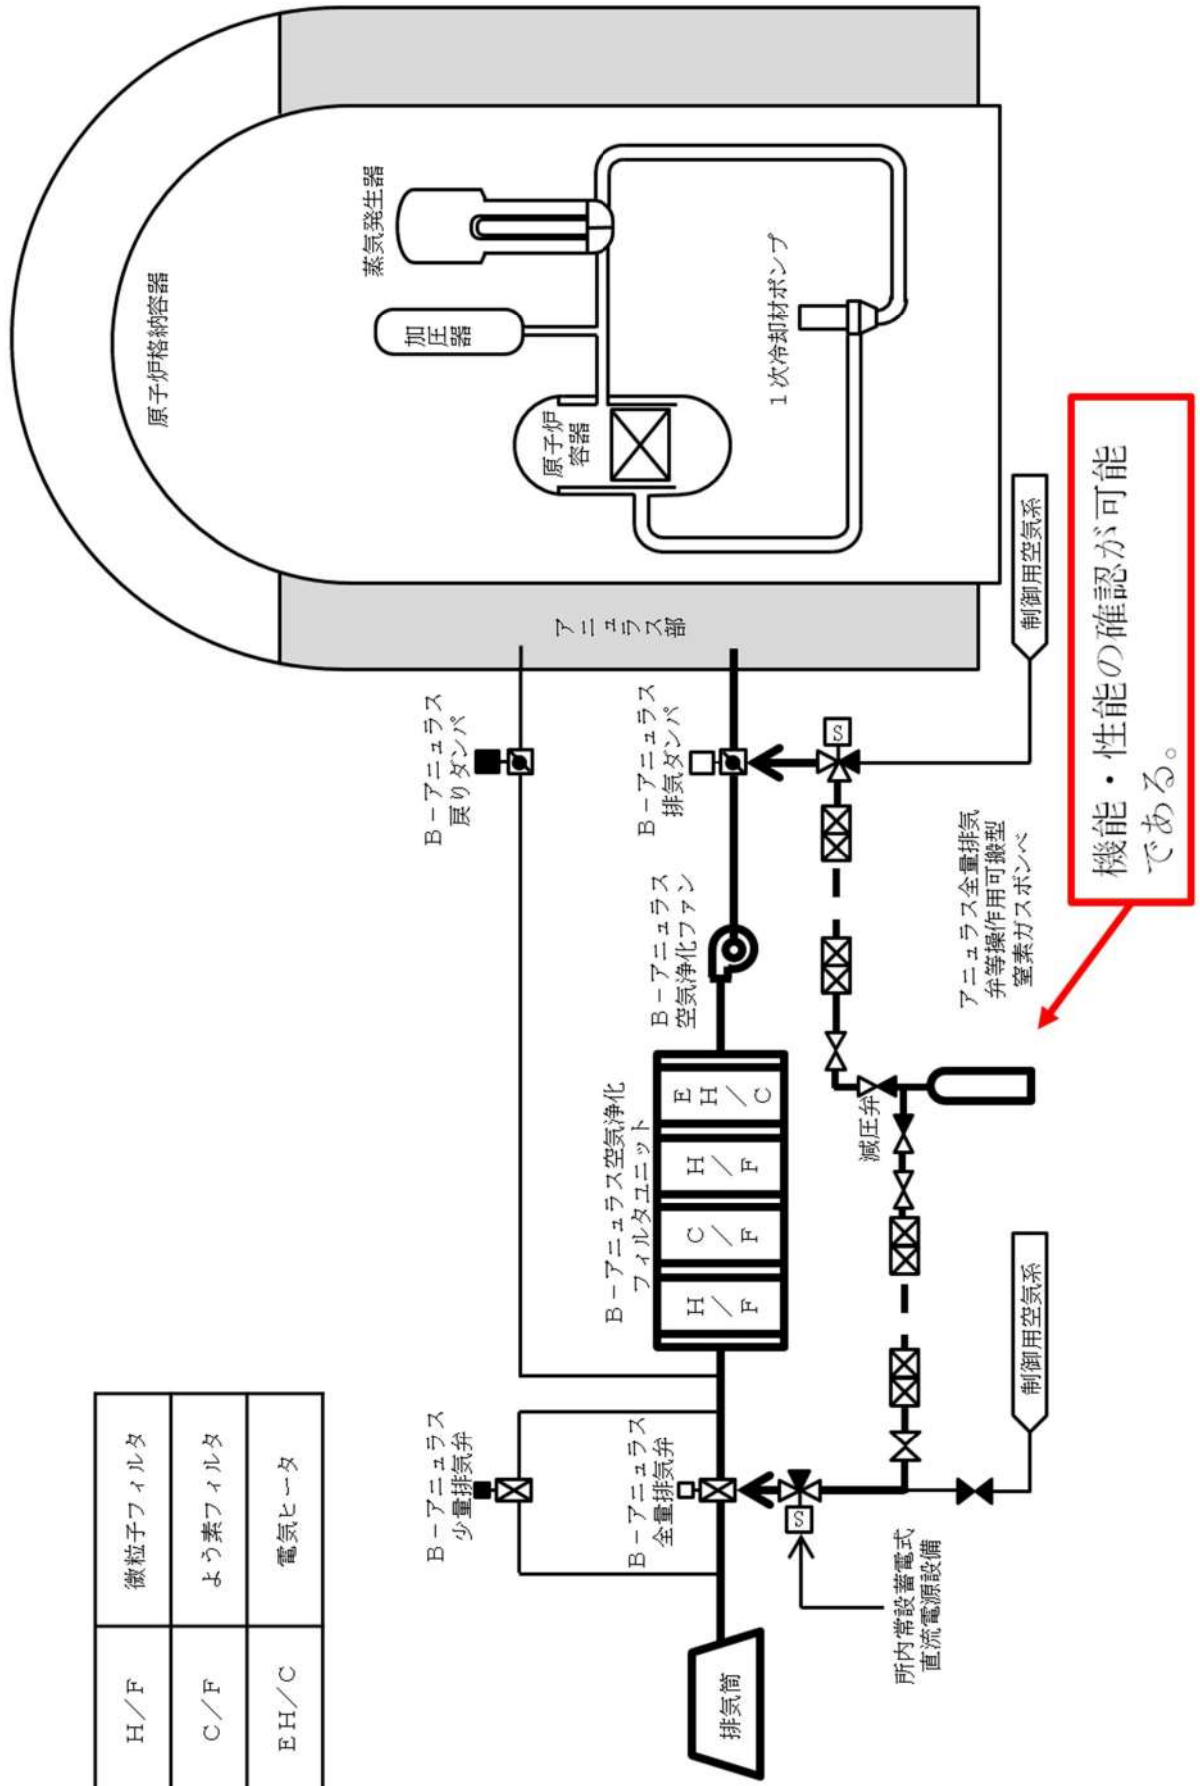 原子炉格納容器
蒸気発生器
加圧器
原子炉
容器
1次冷却材ポンプ
アニュラス部
B-アニュラス
戻りダンパ
B-アニュラス
排気ダンパ
S
制御用空気系
B-アニュラス
空気浄化ファン
B-アニュラス空気浄化
フィルタユニット
H/F
C/F
H/F
EH/C
アニュラス全量排気
弁等操作用可搬型
窒素ガスボンベ
機能・性能の確認が可能
である。
減圧弁
B-アニュラス
少量排気弁
B-アニュラス
全量排気弁
S
制御用空気系
所内常設蓄電式
直流電源設備
排気筒
H/F 微粒子フィルタ
C/F よう素フィルタ
EH/C 電気ヒータ